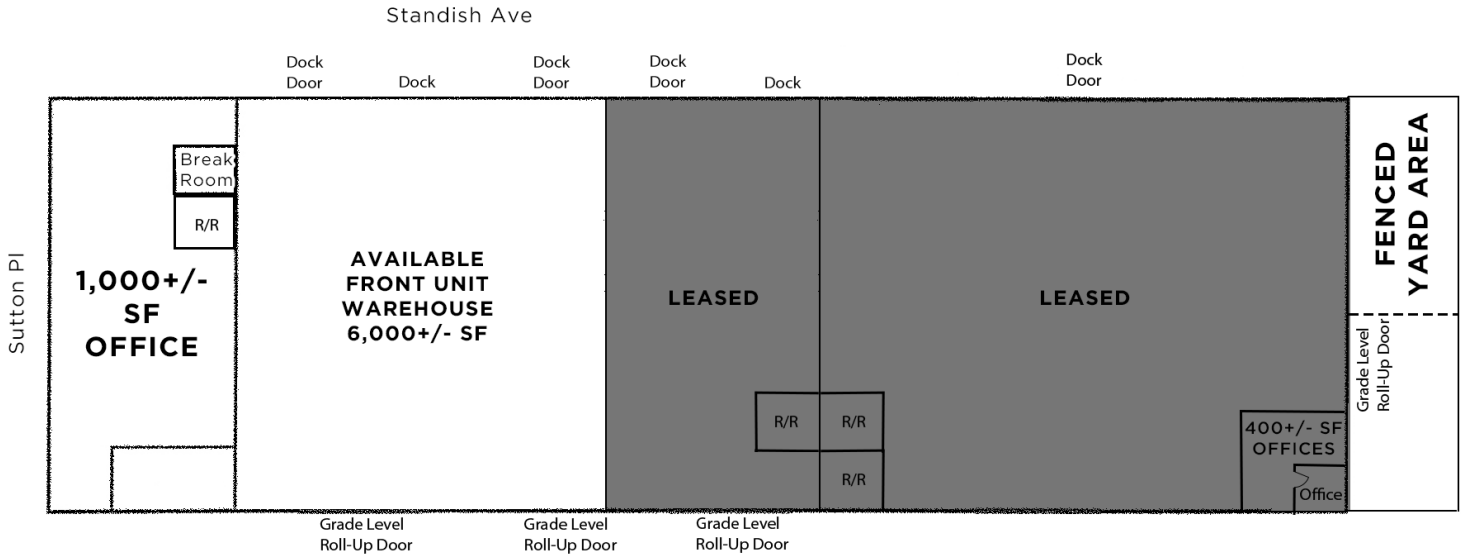 Standish Ave
Dock
Door
Dock
Dock
Door
Dock
Door
Dock
Dock
Door
Break
Room
R/R
Sutton Pl
1,000+/-
SF
OFFICE
AVAILABLE
FRONT UNIT
WAREHOUSE
6,000+/- SF
LEASED
LEASED
FENCED
YARD AREA
Grade Level
Roll-Up Door
R/R
R/R
R/R
400+/- SF
OFFICES
Office
Grade Level
Roll-Up Door
Grade Level
Roll-Up Door
Grade Level
Roll-Up Door